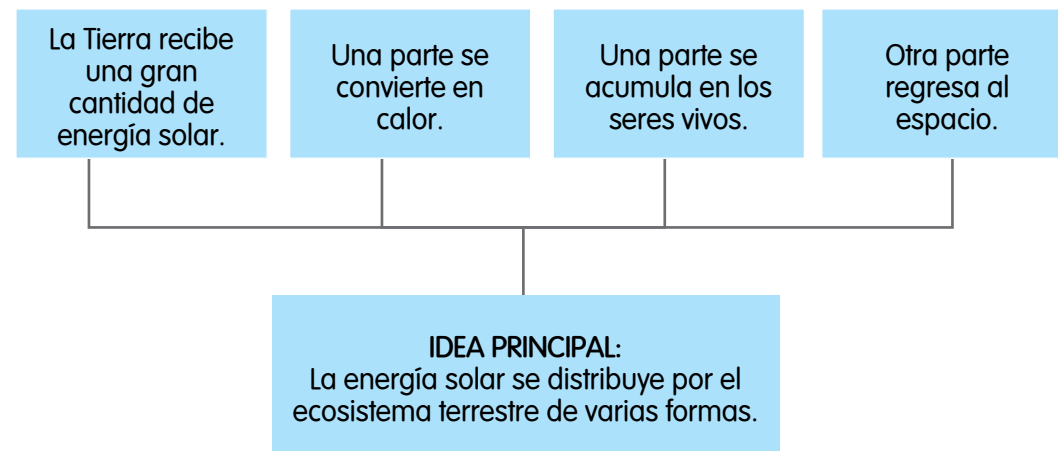 La Tierra recibe
una gran
cantidad de
energía solar.
Una parte se
convierte en
calor.
Una parte se
acumula en los
seres vivos.
Otra parte
regresa al
espacio.
IDEA PRINCIPAL:
La energía solar se distribuye por el
ecosistema terrestre de varias formas.